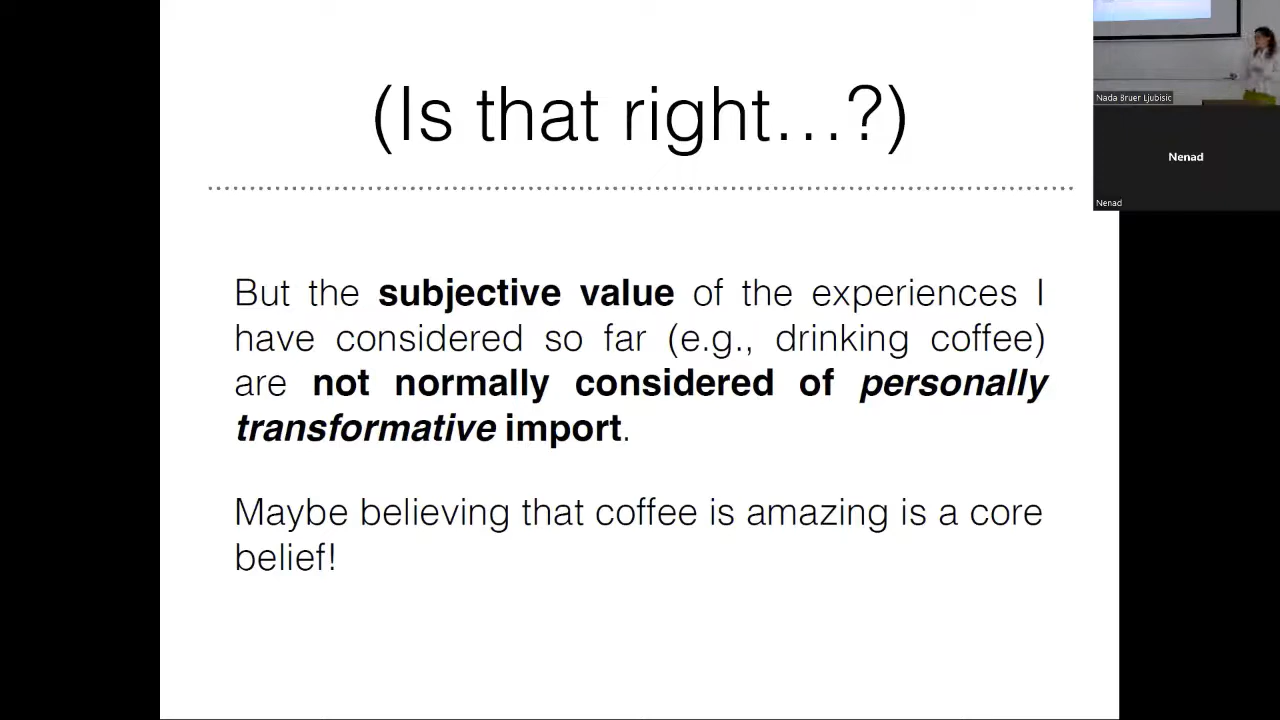 (Is that right…?)
But the subjective value of the experiences I
have considered so far (e.g., drinking coffee)
are not normally considered of personally
transformative import.
Maybe believing that coffee is amazing is a core
belief!
Nada Bruer Ljubisic
Nenad
Nenad